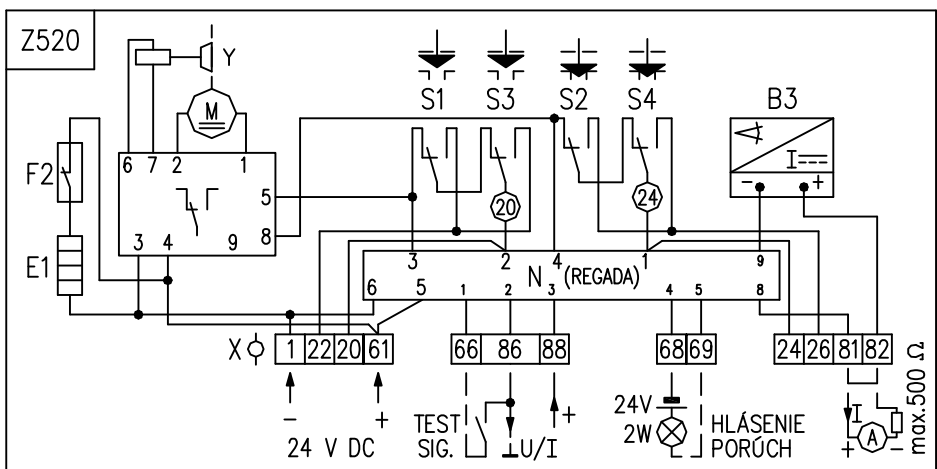 Z520
Y
M
S1 S3 S2 S4 B3
F2
6 7 2 1
I
- +
5
8
20
24
3 4 9
E1
3 2 4 1 9
N (REGADA)
6 5 1 2 3 4 5 8
X 1 22 20 61 66 86 88 68 69 24 26 81 82
- +
24 V DC
TEST
SIG.
U/I
+
24V
2W
HLÁSENIE
PORÚCH
I
A
+ -
max.500 Ω